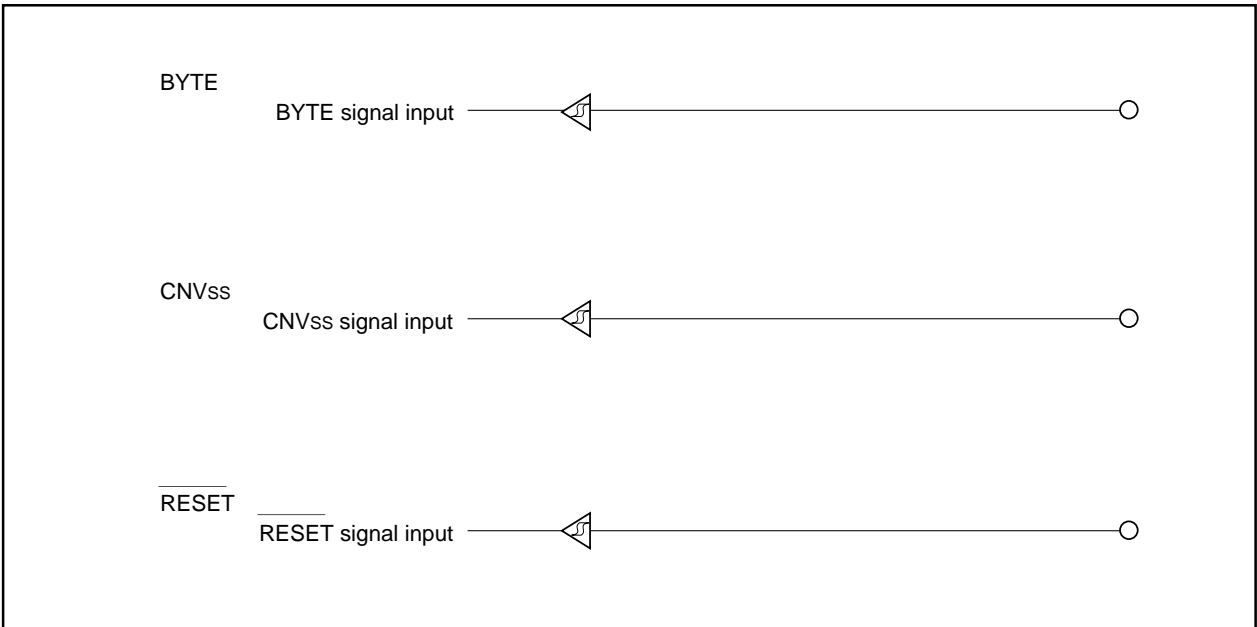 BYTE
BYTE signal input
CNVss
CNVss signal input
RESET
RESET signal input